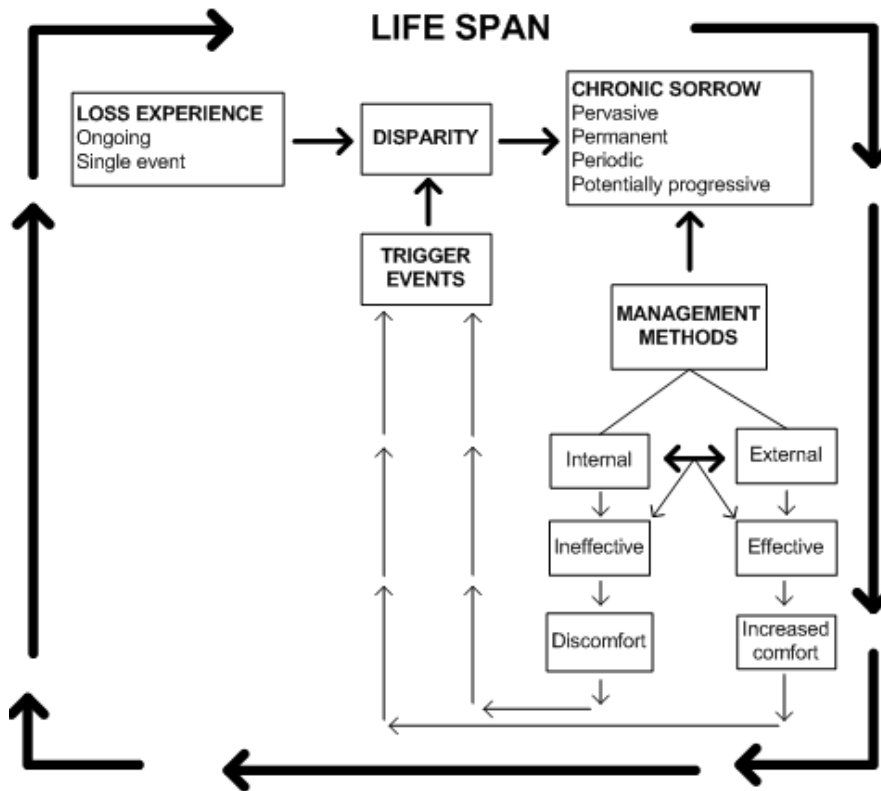 LIFE SPAN
LOSS EXPERIENCE
Ongoing
Single event
DISPARITY
CHRONIC SORROW
Pervasive
Permanent
Periodic
Potentially progressive
TRIGGER
EVENTS
MANAGEMENT
METHODS
Internal
External
Ineffective
Effective
Discomfort
Increased
comfort